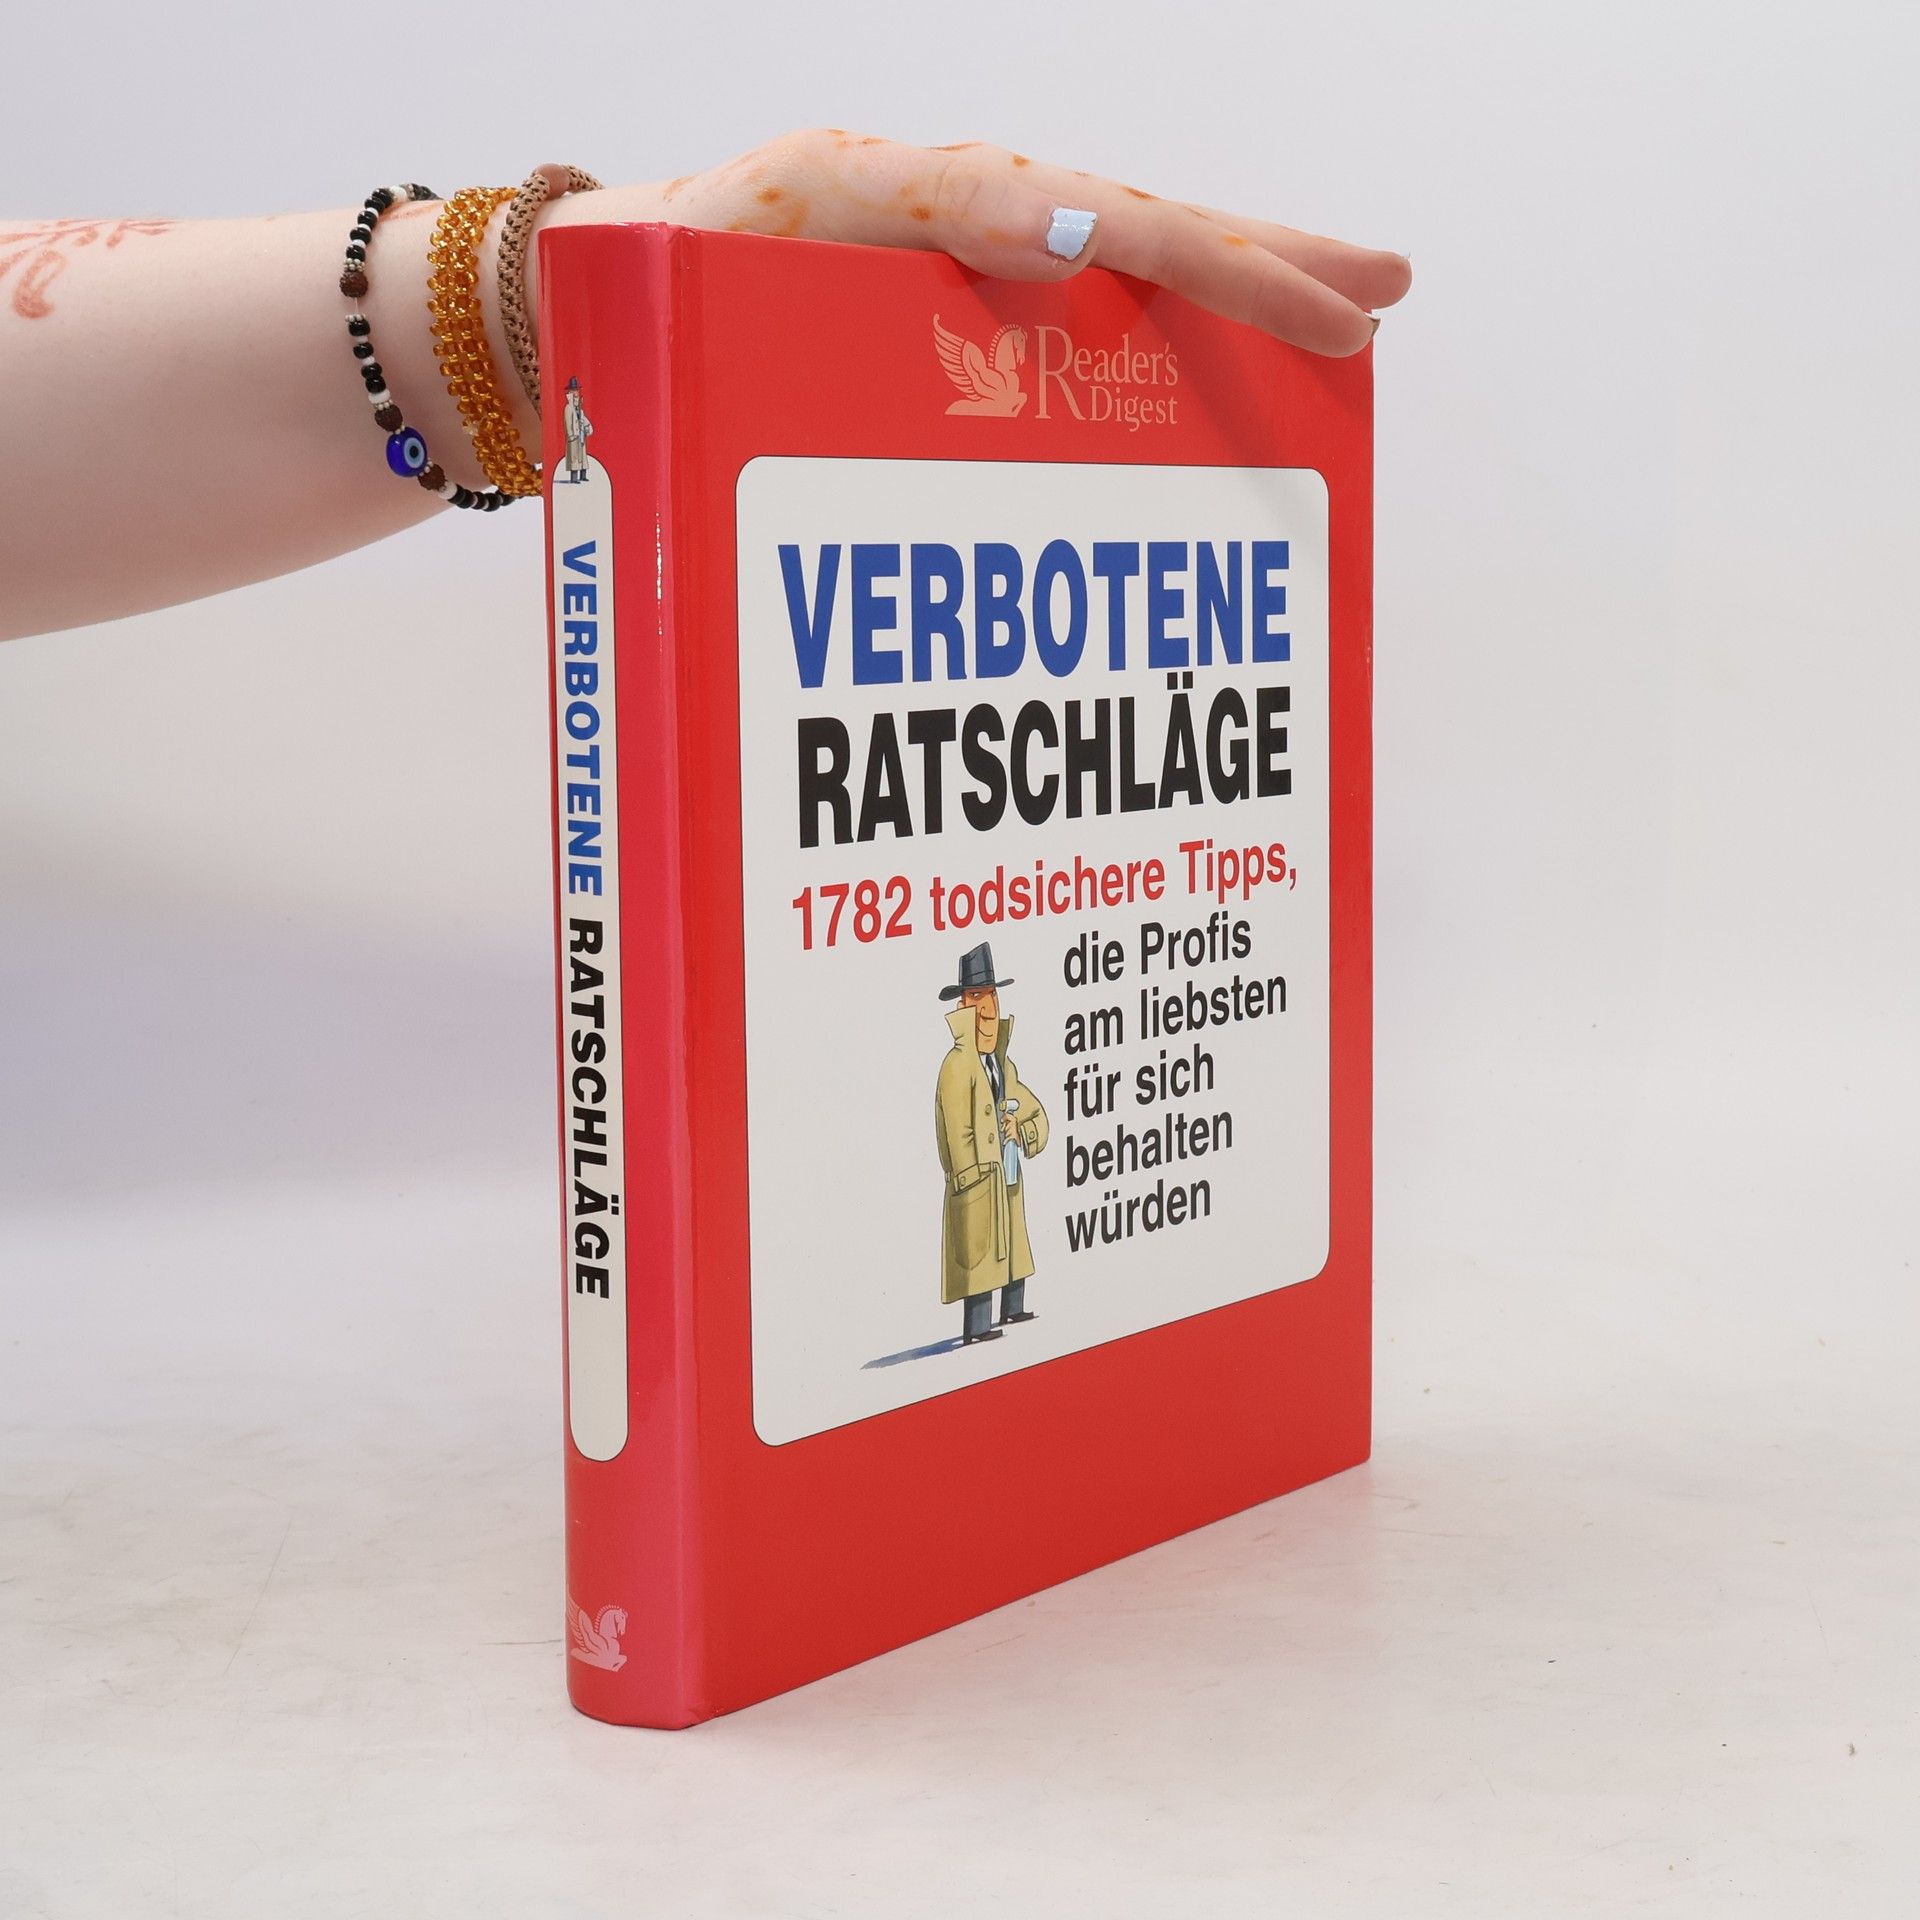 Reader's
Digest
VERBOTENE
RATSCHLÄGE
1782 todsichere Tipps,
die Profis
am liebsten
für sich
behalten
würden
VERBOTENE RATSCHLÄGE